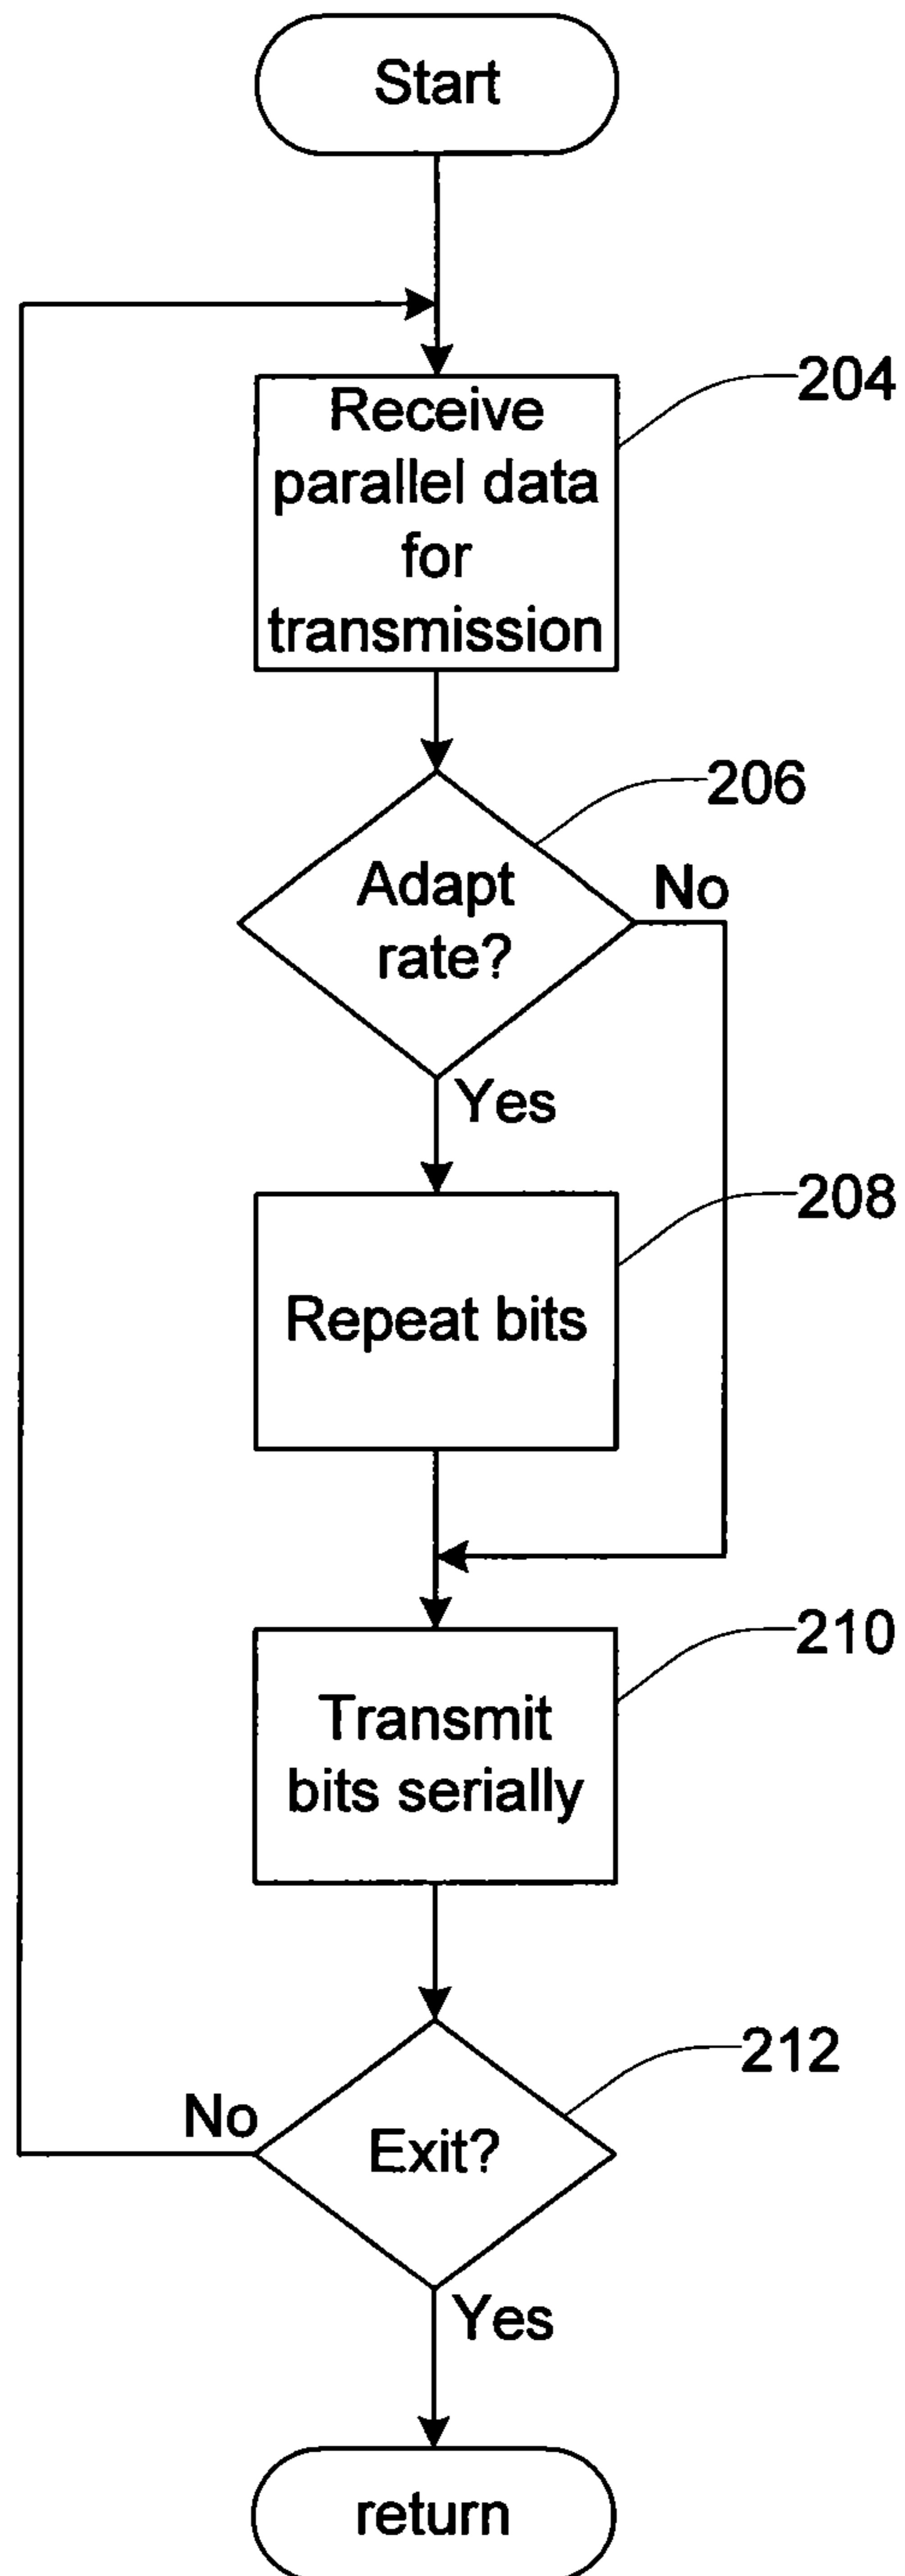 Start
204
Receive
parallel data
for
transmission
206
Adapt
rate?
No
Yes
208
Repeat bits
210
Transmit
bits serially
212
No
Exit?
Yes
return